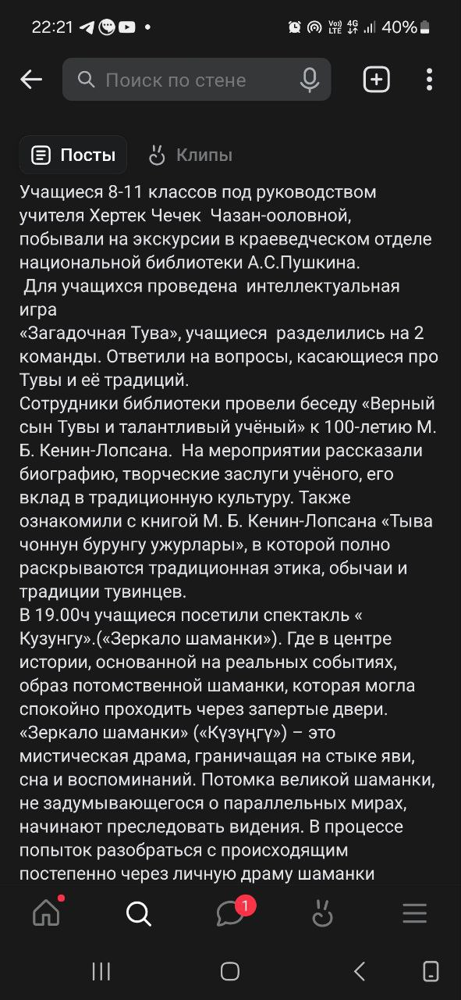 22:21
Vo))
LTE
4G
40%
Поиск по стене
Посты
Клипы
Учащиеся 8-11 классов под руководством
учителя Хертек Чечек  Чазан-ооловной,
побывали на экскурсии в краеведческом отделе
национальной библиотеки А.С.Пушкина.
Для учащихся проведена  интеллектуальная
игра
«Загадочная Тува», учащиеся  разделились на 2
команды. Ответили на вопросы, касающиеся про
Тувы и её традиций.
Сотрудники библиотеки провели беседу «Верный
сын Тувы и талантливый учёный» к 100-летию М.
Б. Кенин-Лопсана.  На мероприятии рассказали
биографию, творческие заслуги учёного, его
вклад в традиционную культуру. Также
ознакомили с книгой М. Б. Кенин-Лопсана «Тыва
чоннун бурунгу ужурлары», в которой полно
раскрываются традиционная этика, обычаи и
традиции тувинцев.
В 19.00ч учащиеся посетили спектакль «
Кузунгу».(«Зеркало шаманки»). Где в центре
истории, основанной на реальных событиях,
образ потомственной шаманки, которая могла
спокойно проходить через запертые двери.
«Зеркало шаманки» («Күзүңгү») – это
мистическая драма, граничащая на стыке яви,
сна и воспоминаний. Потомка великой шаманки,
не задумывающегося о параллельных мирах,
начинают преследовать видения. В процессе
попыток разобраться с происходящим
постепенно через личную драму шаманки
1